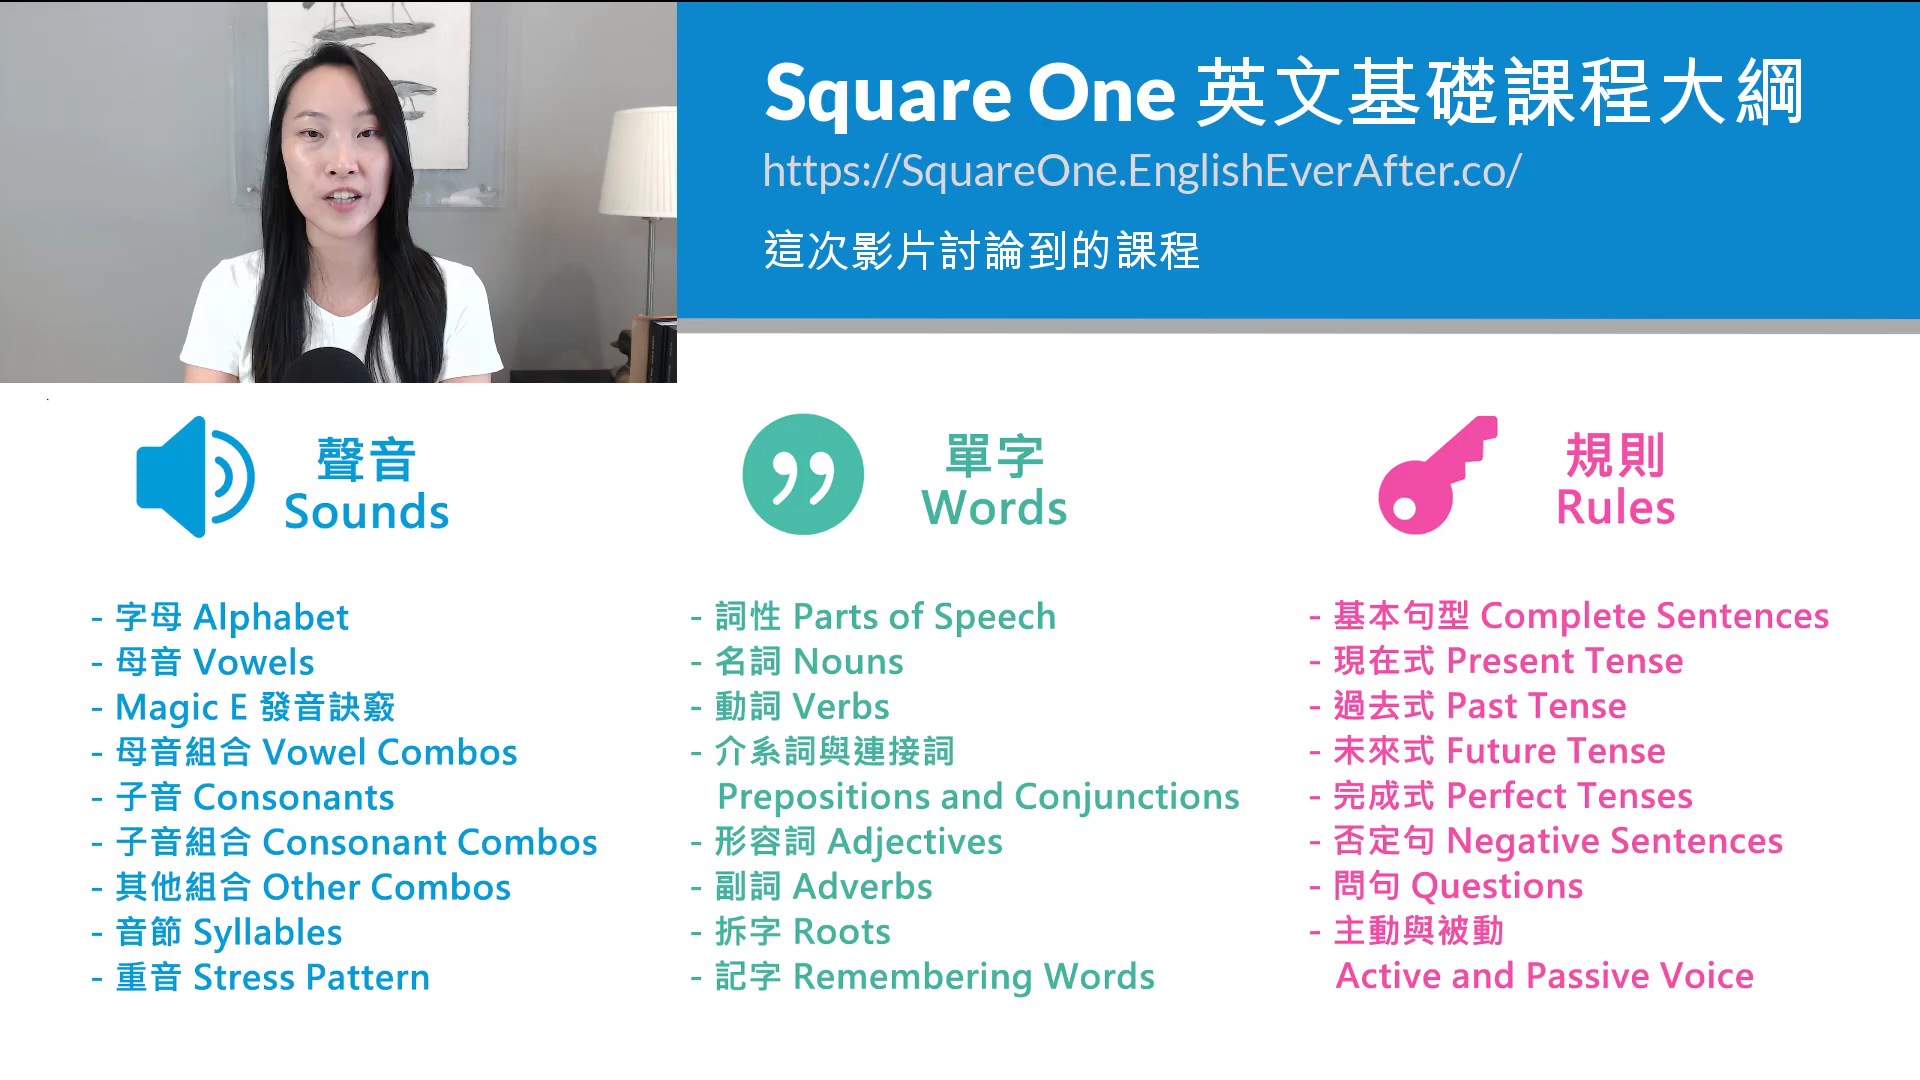 Square One 英文基礎課程大綱
https://SquareOne.EnglishEverAfter.co/
這次影片討論到的課程
聲音
Sounds
- 字母 Alphabet
- 母音 Vowels
- Magic E 發音訣竅
- 母音組合 Vowel Combos
- 子音 Consonants
- 子音組合 Consonant Combos
- 其他組合 Other Combos
- 音節 Syllables
- 重音 Stress Pattern
單字
Words
- 詞性 Parts of Speech
- 名詞 Nouns
- 動詞 Verbs
- 介系詞與連接詞
Prepositions and Conjunctions
- 形容詞 Adjectives
- 副詞 Adverbs
- 拆字 Roots
- 記字 Remembering Words
規則
Rules
- 基本句型 Complete Sentences
- 現在式 Present Tense
- 過去式 Past Tense
- 未來式 Future Tense
- 完成式 Perfect Tenses
- 否定句 Negative Sentences
- 問句 Questions
- 主動與被動
Active and Passive Voice